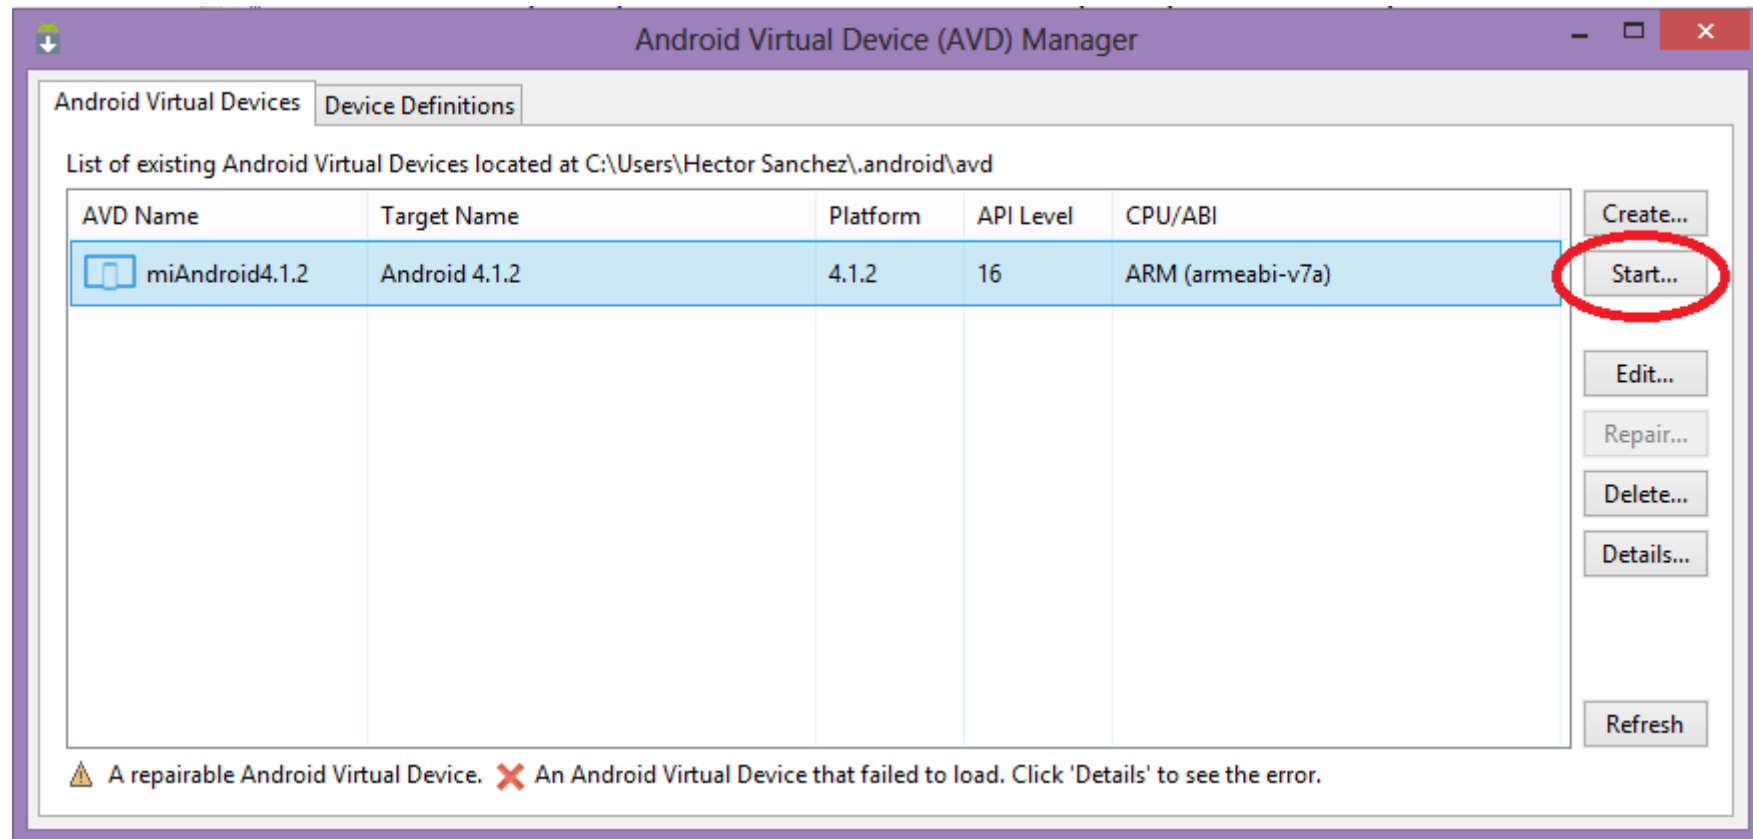 Android Virtual Device (AVD) Manager
Android Virtual Devices Device Definitions
List of existing Android Virtual Devices located at C:\Users\Hector Sanchez\.android\avd
AVD Name Target Name Platform API Level CPU/ABI
Create...
miAndroid4.1.2 Android 4.1.2 4.1.2 16 ARM (armeabi-v7a)
Start...
Edit...
Repair...
Delete...
Details...
Refresh
A repairable Android Virtual Device. An Android Virtual Device that failed to load. Click 'Details' to see the error.